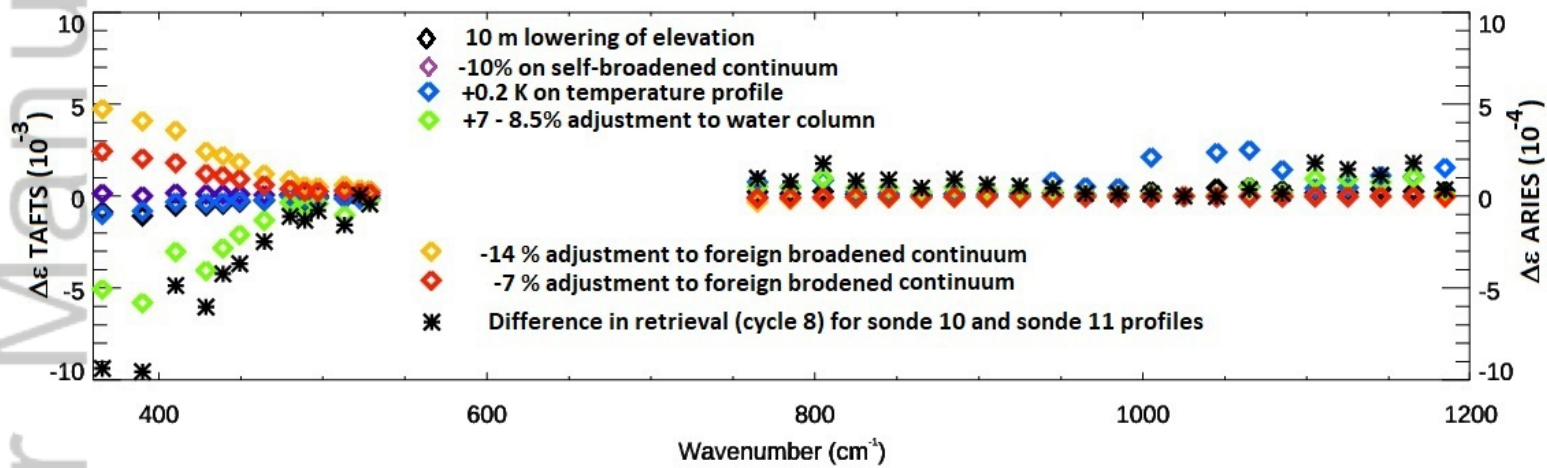 r Manu
10
5
0
-5
-10
Δε TAFTS (10-3)
10 m lowering of elevation
-10% on self-broadened continuum
+0.2 K on temperature profile
+7 - 8.5% adjustment to water column
-14 % adjustment to foreign broadened continuum
-7 % adjustment to foreign brodened continuum
Difference in retrieval (cycle 8) for sonde 10 and sonde 11 profiles
10
5
0
-5
-10
Δε ARIES (10-4)
400 600 800 1000 1200
Wavenumber (cm-1)